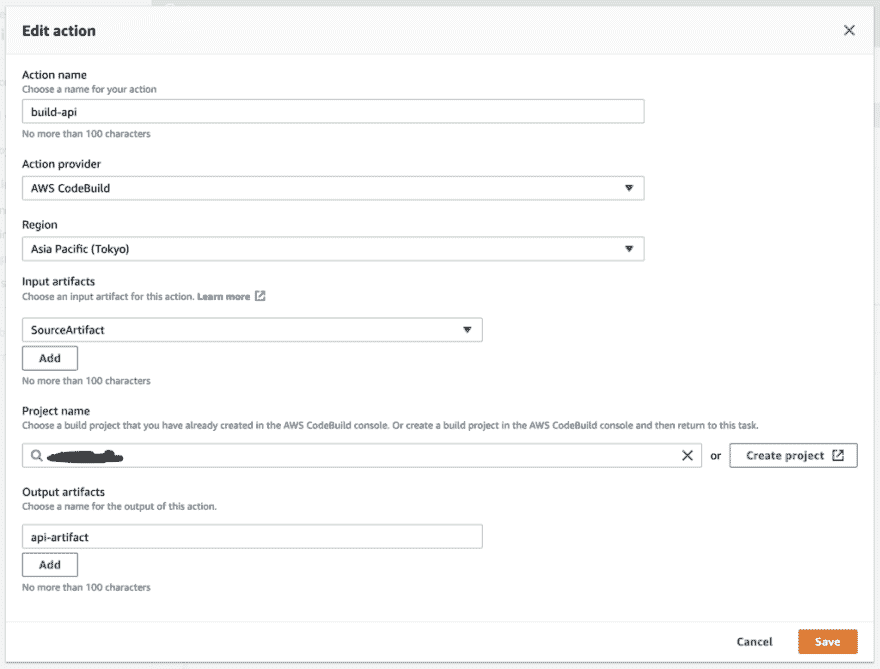 Edit action
Action name
Choose a name for your action
build-api
No more than 100 characters
Action provider
AWS CodeBuild
Region
Asia Pacific (Tokyo)
Input artifacts
Choose an input artifact for this action. Learn more
SourceArtifact
Add
No more than 100 characters
Project name
Choose a build project that you have already created in the AWS CodeBuild console. Or create a build project in the AWS CodeBuild console and then return to this task.
or Create project
Output artifacts
Choose a name for the output of this action.
api-artifact
Add
No more than 100 characters
Cancel Save